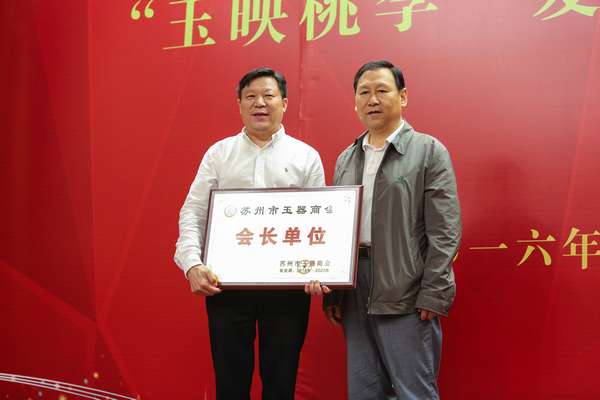 “玉映桃李”
一六年
苏州市玉器商会
会长单位
苏州市玉器商会